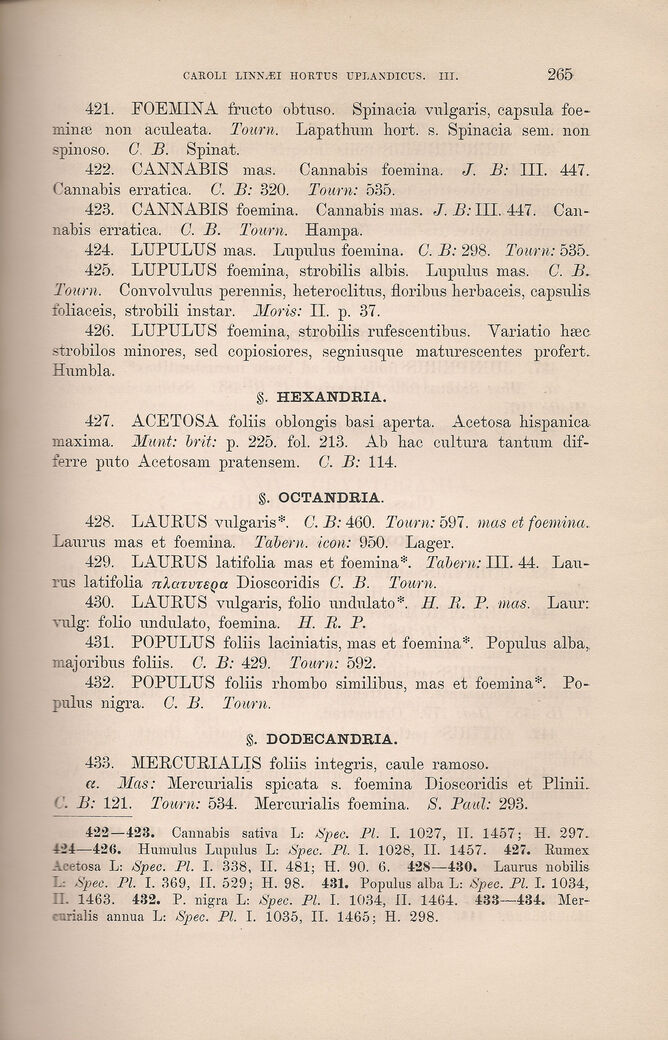 CAROLI LINNÆI HORTUS UPLANDICUS. III. 265
421. FOEMINA fructo obtuso. Spinacia vulgaris, capsula foe-
minæ non aculeata. Tourn. Lapathum hort. s. Spinacia sem. non
spinoso. C. B. Spinat.
422. CANNABIS mas. Cannabis foemina. J. B: III. 447.
Cannabis erratica. C. B: 320. Tourn: 535.
423. CANNABIS foemina. Cannabis mas. J. B: III. 447. Can-
nabis erratica. C. B. Tourn. Hampa.
424. LUPULUS mas. Lupulus foemina. C. B: 298. Tourn: 535.
425. LUPULUS foemina, strobilis albis. Lupulus mas. C. B.
Tourn. Convolvulus perennis, heteroclitus, floribus herbaceis, capsulis
foliaceis, strobili instar. Moris: II. p. 37.
426. LUPULUS foemina, strobilis rufescentibus. Variatio hæc
strobilos minores, sed copiosiores, segniusque maturescentes profert.
Humbla.
§. HEXANDRIA.
427. ACETOSA foliis oblongis basi aperta. Acetosa hispanica
maxima. Munt: brit: p. 225. fol. 213. Ab hac cultura tantum dif-
ferre puto Acetosam pratensem. C. B: 114.
§. OCTANDRIA.
428. LAURUS vulgaris*. C. B: 460. Tourn: 597. mas et foemina.
Laurus mas et foemina. Tabern. icon: 950. Lager.
429. LAURUS latifolia mas et foemina*. Tabern: III. 44. Lau-
rus latifolia πλατυτερα Dioscoridis C. B. Tourn.
430. LAURUS vulgaris, folio undulato*. H. R. P. mas. Laur:
vulg: folio undulato, foemina. H. R. P.
431. POPULUS foliis laciniatis, mas et foemina*. Populus alba,
majoribus foliis. C. B: 429. Tourn: 592.
432. POPULUS foliis rhombo similibus, mas et foemina*. Po-
pulus nigra. C. B. Tourn.
§. DODECANDRIA.
433. MERCURIALIS foliis integris, caule ramoso.
α. Mas: Mercurialis spicata s. foemina Dioscoridis et Plinii.
C. B: 121. Tourn: 534. Mercurialis foemina. S. Paul: 293.
422—423. Cannabis sativa L: Spec. Pl. I. 1027, II. 1457; H. 297.
424—426. Humulus Lupulus L: Spec. Pl. I. 1028, II. 1457. 427. Rumex
Acetosa L: Spec. Pl. I. 338, II. 481; H. 90. 6. 428—430. Laurus nobilis
L: Spec. Pl. I. 369, II. 529; H. 98. 431. Populus alba L: Spec. Pl. I. 1034,
II. 1463. 432. P. nigra L: Spec. Pl. I. 1034, II. 1464. 433—434. Mer-
curialis annua L: Spec. Pl. I. 1035, II. 1465; H. 298.